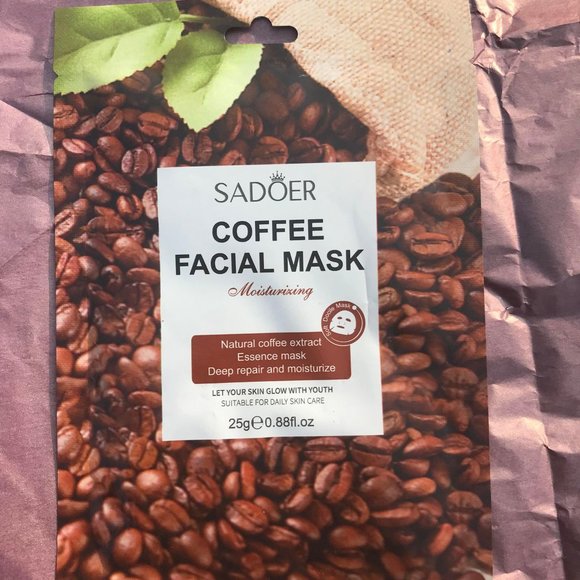 SADOER
COFFEE
FACIAL MASK
Moisturizing
Mask
Natural coffee extract
Essence mask
Deep repair and moisturize
LET YOUR SKIN GLOW WITH YOUTH
SUITABLE FOR DAILY SKIN CARE
25g℮0.88fl.oz